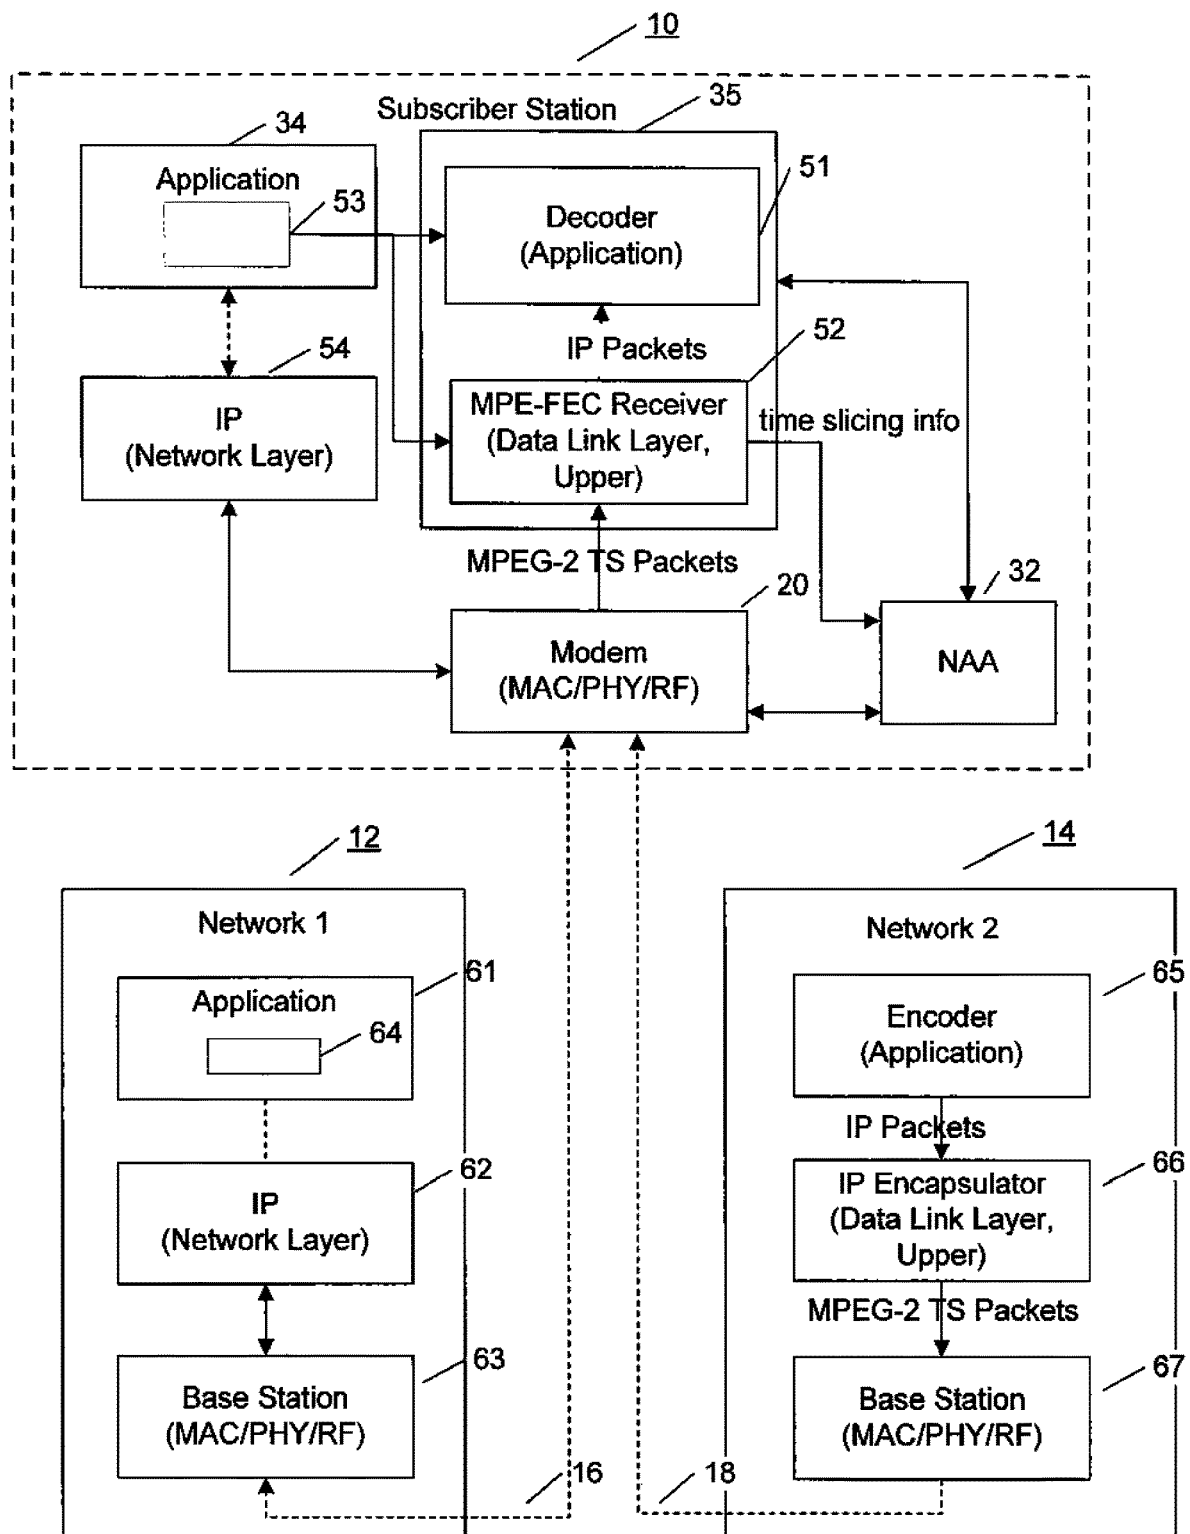 10
Subscriber Station
35
34
Application
53
51
Decoder
(Application)
54
IP Packets
52
IP
(Network Layer)
MPE-FEC Receiver
(Data Link Layer,
Upper)
time slicing info
MPEG-2 TS Packets
20
32
Modem
(MAC/PHY/RF)
NAA
12
14
Network 1
Network 2
61
Application
64
65
Encoder
(Application)
IP Packets
62
IP
(Network Layer)
66
IP Encapsulator
(Data Link Layer,
Upper)
MPEG-2 TS Packets
63
Base Station
(MAC/PHY/RF)
67
Base Station
(MAC/PHY/RF)
16
18